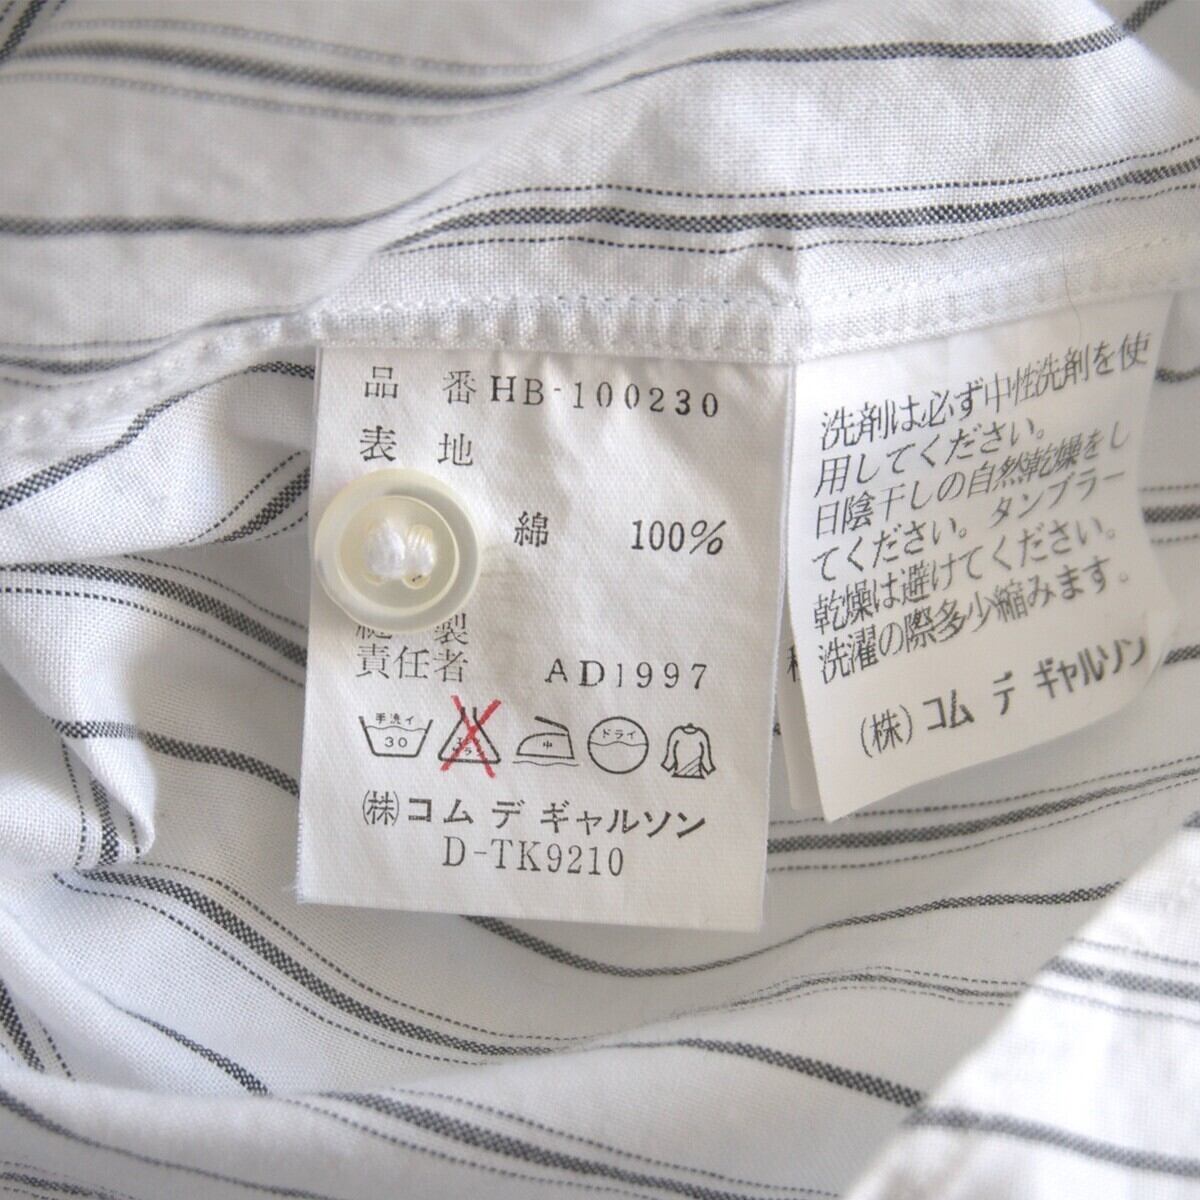 品 番 HB-100230
表 地
綿 100%
縫 製
責任者 AD1997
手洗イ
30
中
ドライ
(株)コム デ ギャルソン
D-TK9210
洗剤は必ず中性洗剤を使
用してください。
日陰干しの自然乾燥をし
てください。タンブラー
乾燥は避けてください。
洗濯の際多少縮みます。
(株)コム デ ギャルソン